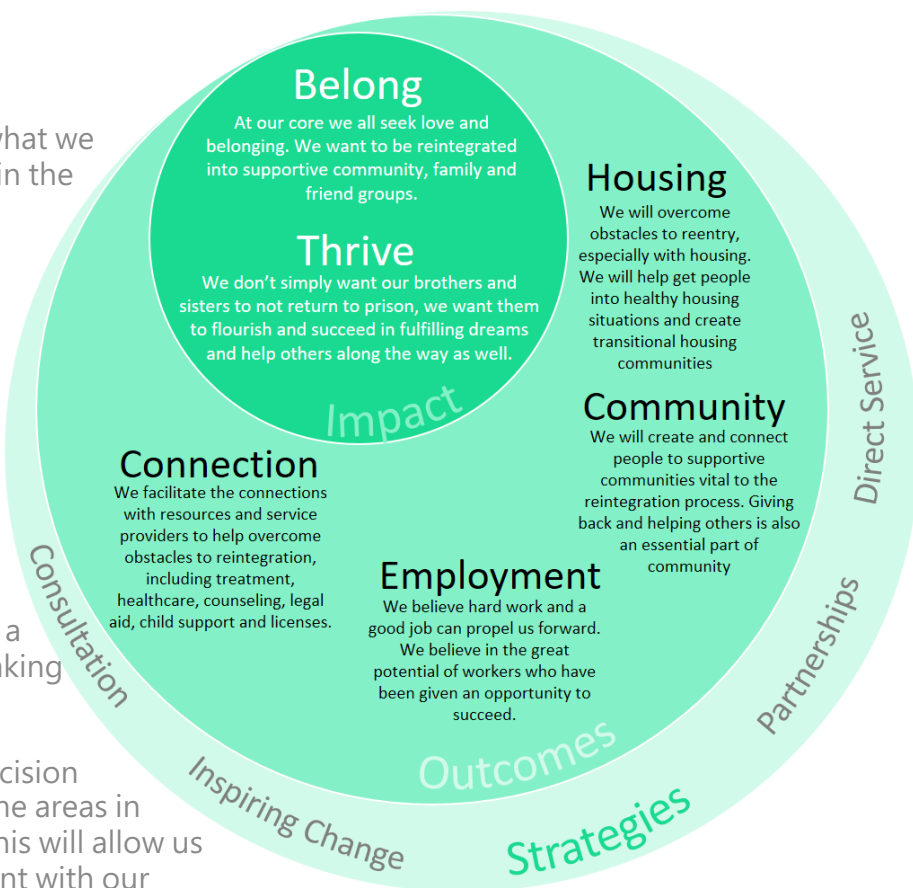 what we
in the
Belong
At our core we all seek love and
belonging. We want to be reintegrated
into supportive community, family and
friend groups.
Thrive
We don't simply want our brothers and
sisters to not return to prison, we want them
to flourish and succeed in fulfilling dreams
and help others along the way as well.
Impact
Housing
We will overcome
obstacles to reentry,
especially with housing.
We will help get people
into healthy housing
situations and create
transitional housing
communities
Community
We will create and connect
people to supportive
communities vital to the
reintegration process. Giving
back and helping others is also
an essential part of
community
Connection
We facilitate the connections
with resources and service
providers to help overcome
obstacles to reintegration,
including treatment,
healthcare, counseling, legal
aid, child support and licenses.
Employment
We believe hard work and a
good job can propel us forward.
We believe in the great
potential of workers who have
been given an opportunity to
succeed.
Outcomes
Consultation
Inspiring Change
Strategies
Partnerships
Direct Service
a
aking
cision
ne areas in
his will allow us
nt with our